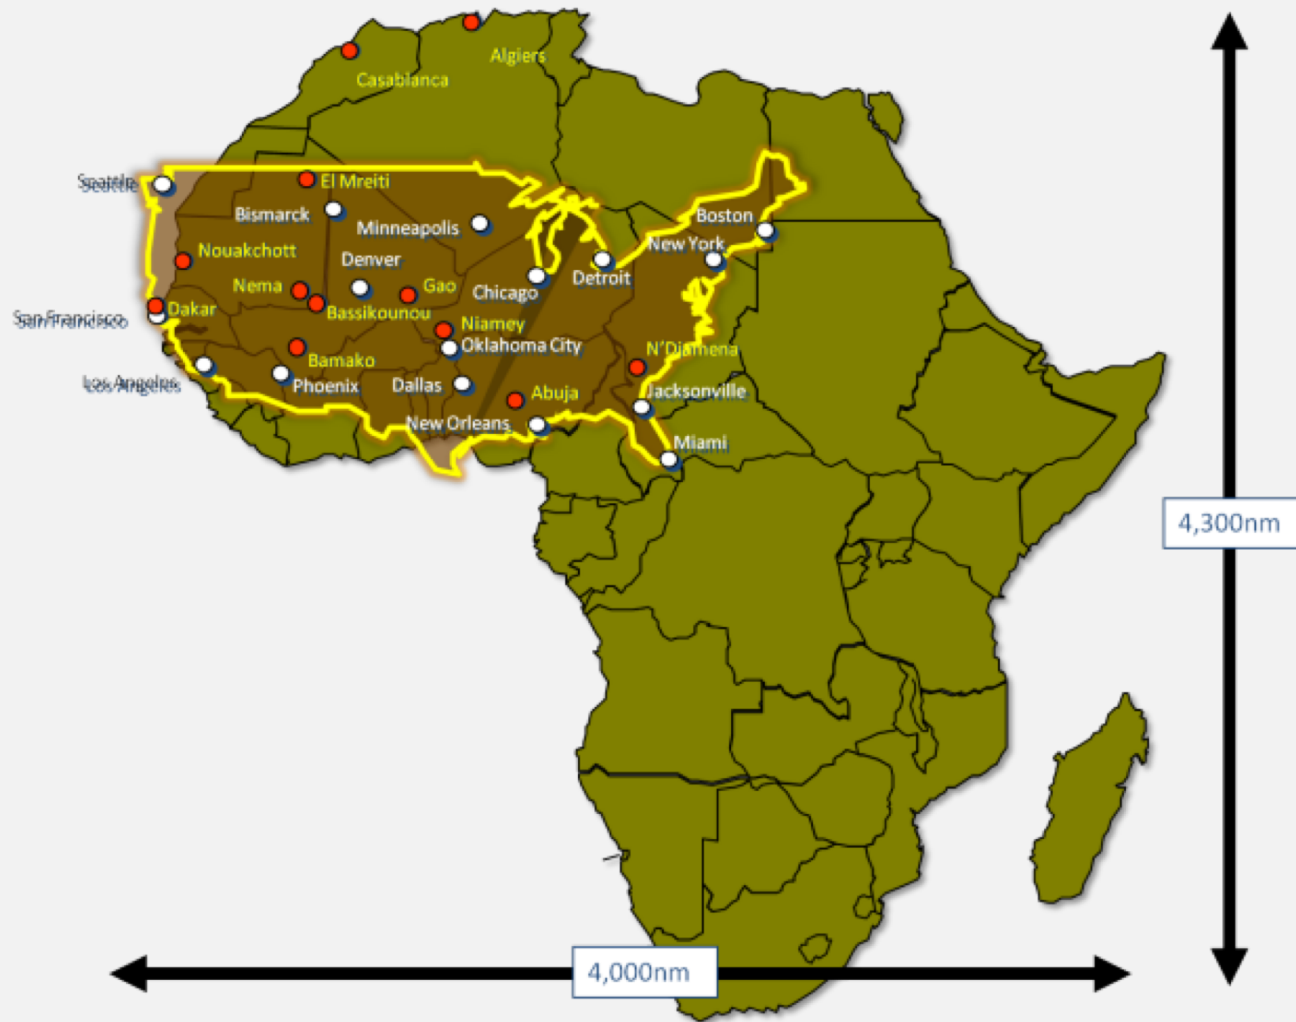 Algiers
Casablanca
Seattle
El Mreiti
Bismarck
Minneapolis
Boston
New York
Nouakchott
Denver
Detroit
Nema
Gao
Chicago
Bassikounou
Dakar
San Francisco
Niamey
Oklahoma City
N'Djamena
Bamako
Los Angeles
Phoenix
Dallas
Abuja
Jacksonville
New Orleans
Miami
4,300nm
4,000nm